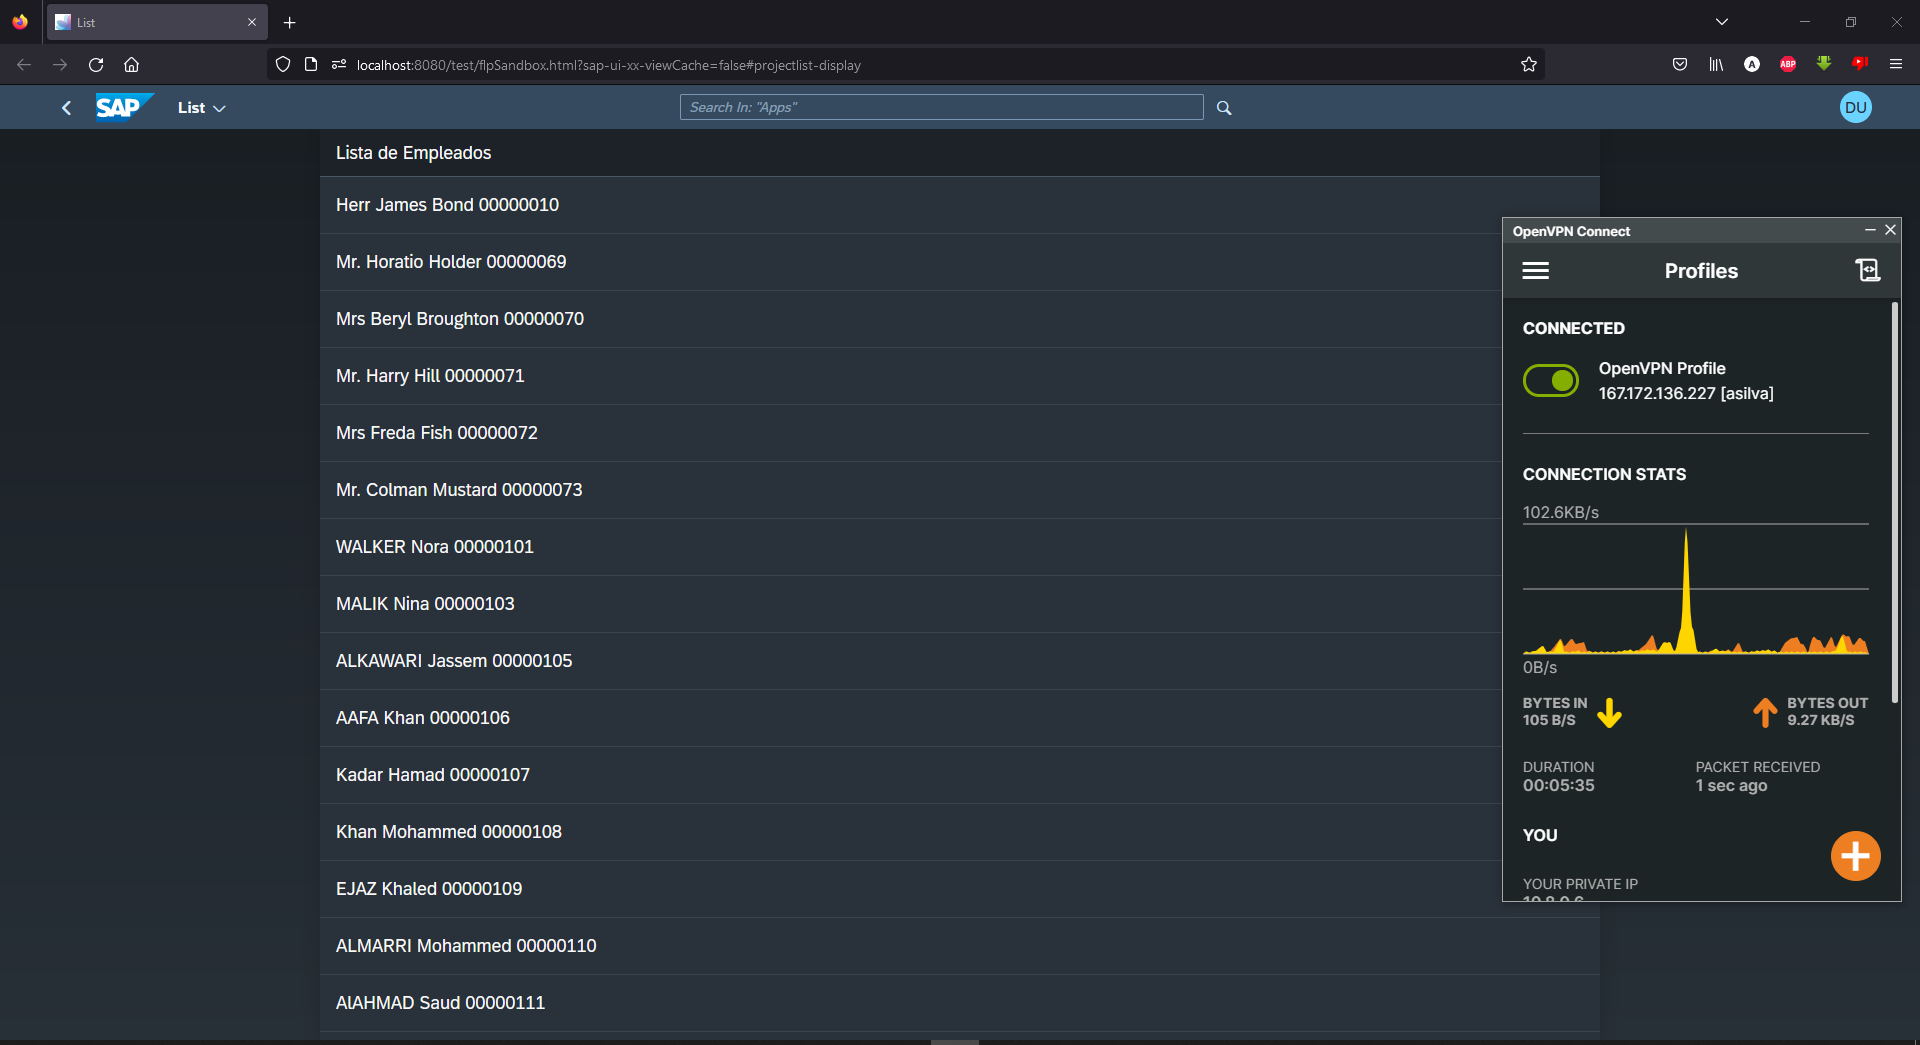 List
localhost:8080/test/flpSandbox.html?sap-ui-xx-viewCache=false#projectlist-display
A
ABP
SAP
List
Search In: "Apps"
DU
Lista de Empleados
Herr James Bond 00000010
Mr. Horatio Holder 00000069
Mrs Beryl Broughton 00000070
Mr. Harry Hill 00000071
Mrs Freda Fish 00000072
Mr. Colman Mustard 00000073
WALKER Nora 00000101
MALIK Nina 00000103
ALKAWARI Jassem 00000105
AAFA Khan 00000106
Kadar Hamad 00000107
Khan Mohammed 00000108
EJAZ Khaled 00000109
ALMARRI Mohammed 00000110
AlAHMAD Saud 00000111
OpenVPN Connect
Profiles
CONNECTED
OpenVPN Profile
167.172.136.227 [asilva]
CONNECTION STATS
102.6KB/s
0B/s
BYTES IN
105 B/S
BYTES OUT
9.27 KB/S
DURATION
00:05:35
PACKET RECEIVED
1 sec ago
YOU
YOUR PRIVATE IP